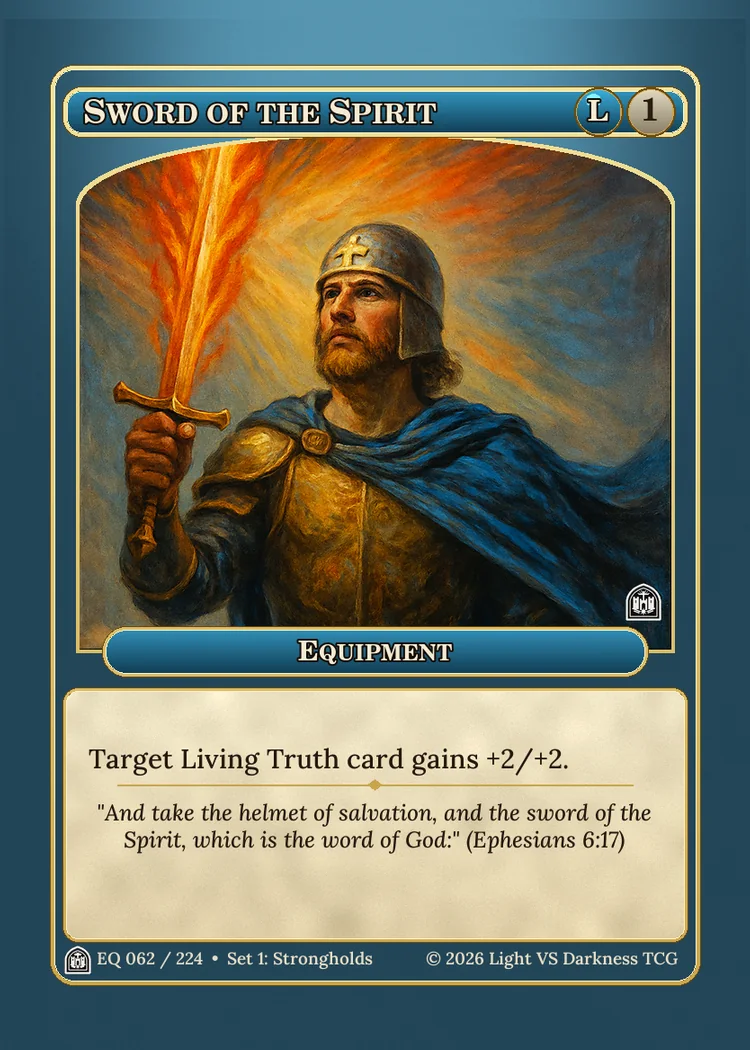 Sword of the Spirit L 1
Equipment
Target Living Truth card gains +2/+2.
"And take the helmet of salvation, and the sword of the
Spirit, which is the word of God:" (Ephesians 6:17)
EQ 062 / 224 • Set 1: Strongholds © 2026 Light VS Darkness TCG